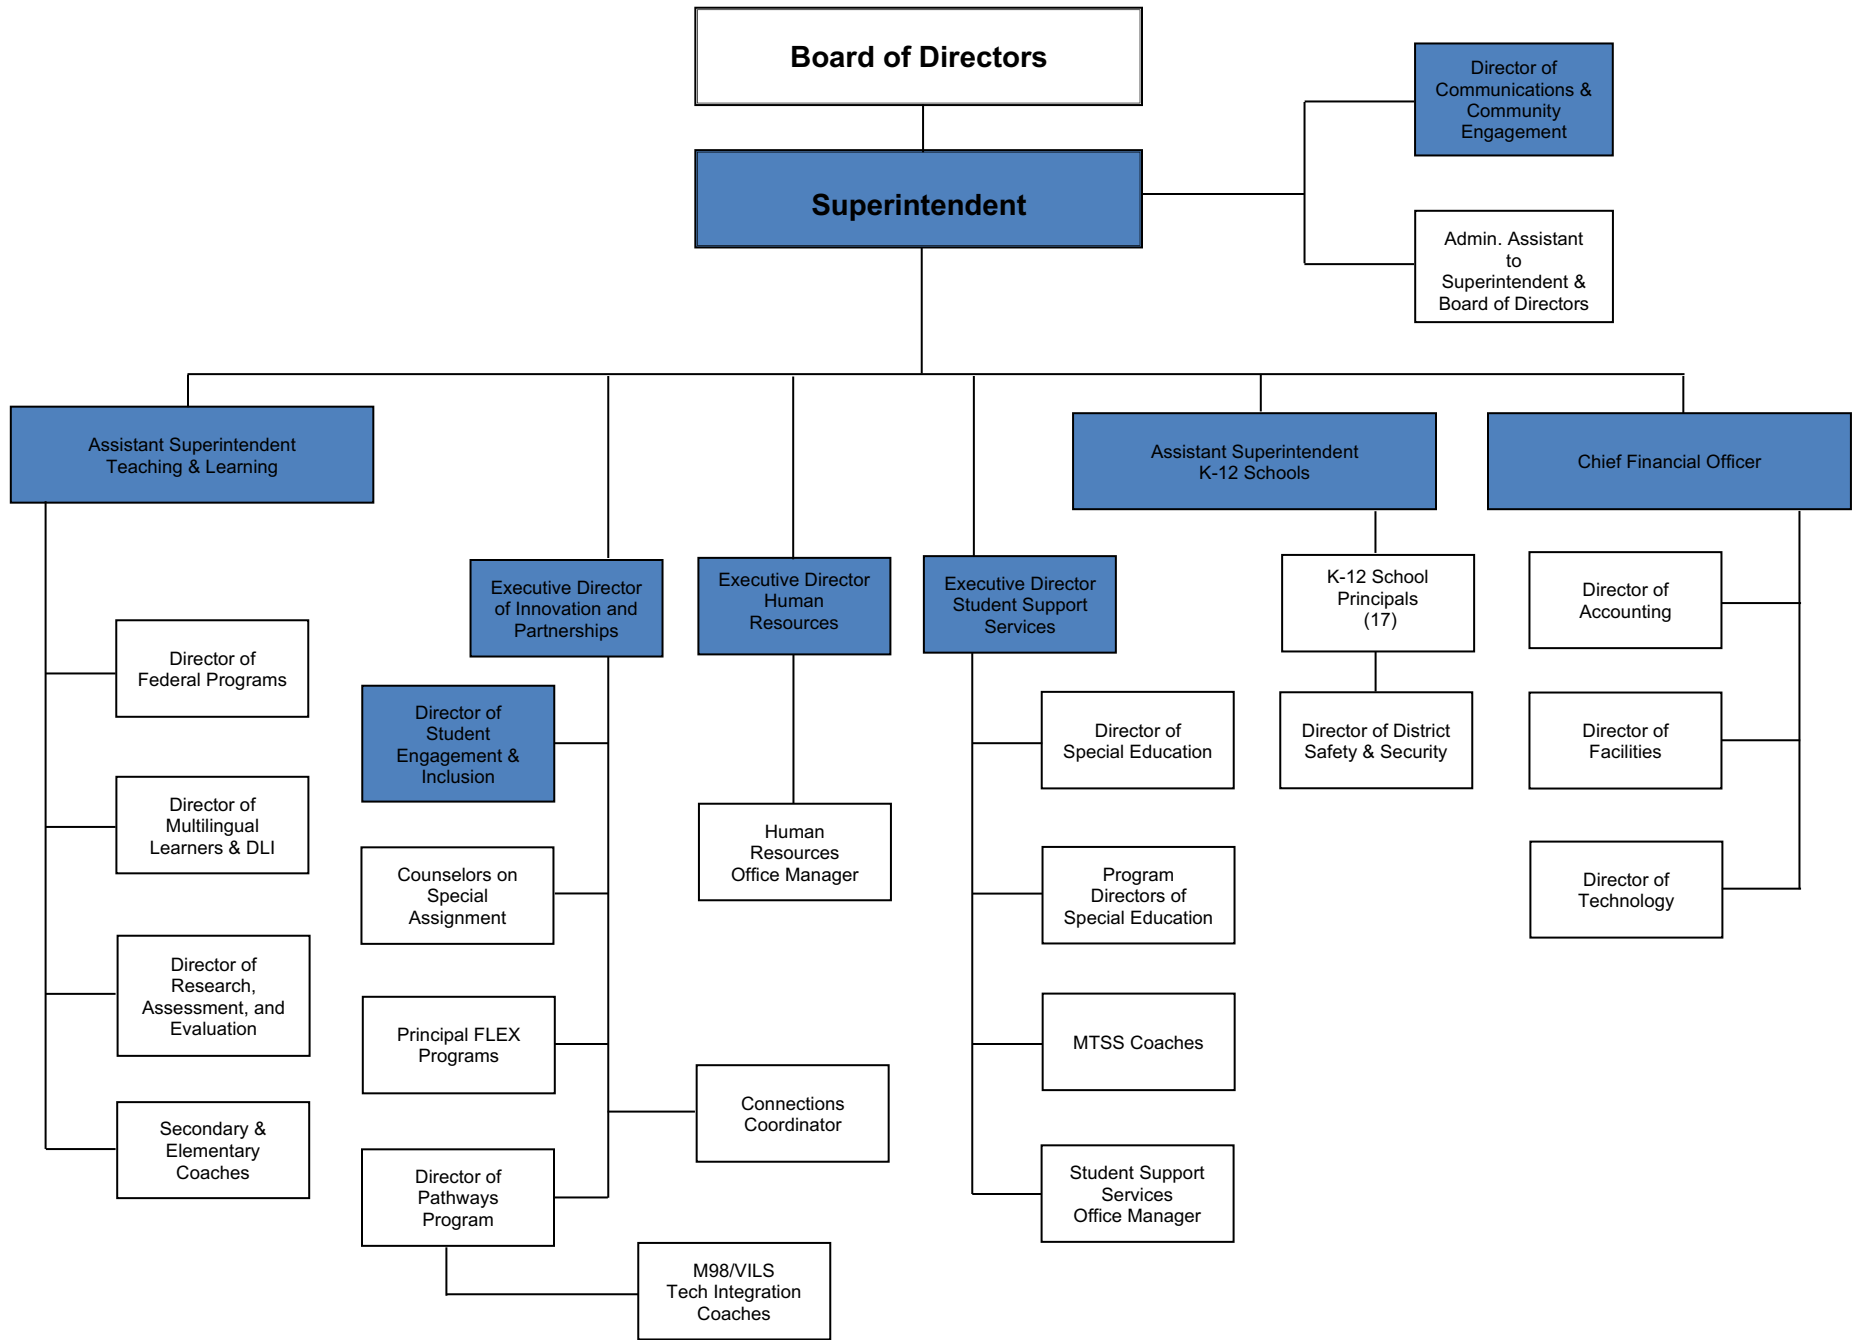 Board of Directors
Director of
Communications &
Community
Engagement
Superintendent
Admin. Assistant
to
Superintendent &
Board of Directors
Assistant Superintendent
Teaching & Learning
Assistant Superintendent
K-12 Schools
Chief Financial Officer
Executive Director
of Innovation and
Partnerships
Executive Director
Human
Resources
Executive Director
Student Support
Services
K-12 School
Principals
(17)
Director of
Accounting
Director of
Federal Programs
Director of
Student
Engagement &
Inclusion
Director of
Special Education
Director of District
Safety & Security
Director of
Facilities
Director of
Multilingual
Learners & DLI
Counselors on
Special
Assignment
Human
Resources
Office Manager
Program
Directors of
Special Education
Director of
Technology
Director of
Research,
Assessment, and
Evaluation
Principal FLEX
Programs
MTSS Coaches
Connections
Coordinator
Secondary &
Elementary
Coaches
Director of
Pathways
Program
Student Support
Services
Office Manager
M98/VILS
Tech Integration
Coaches